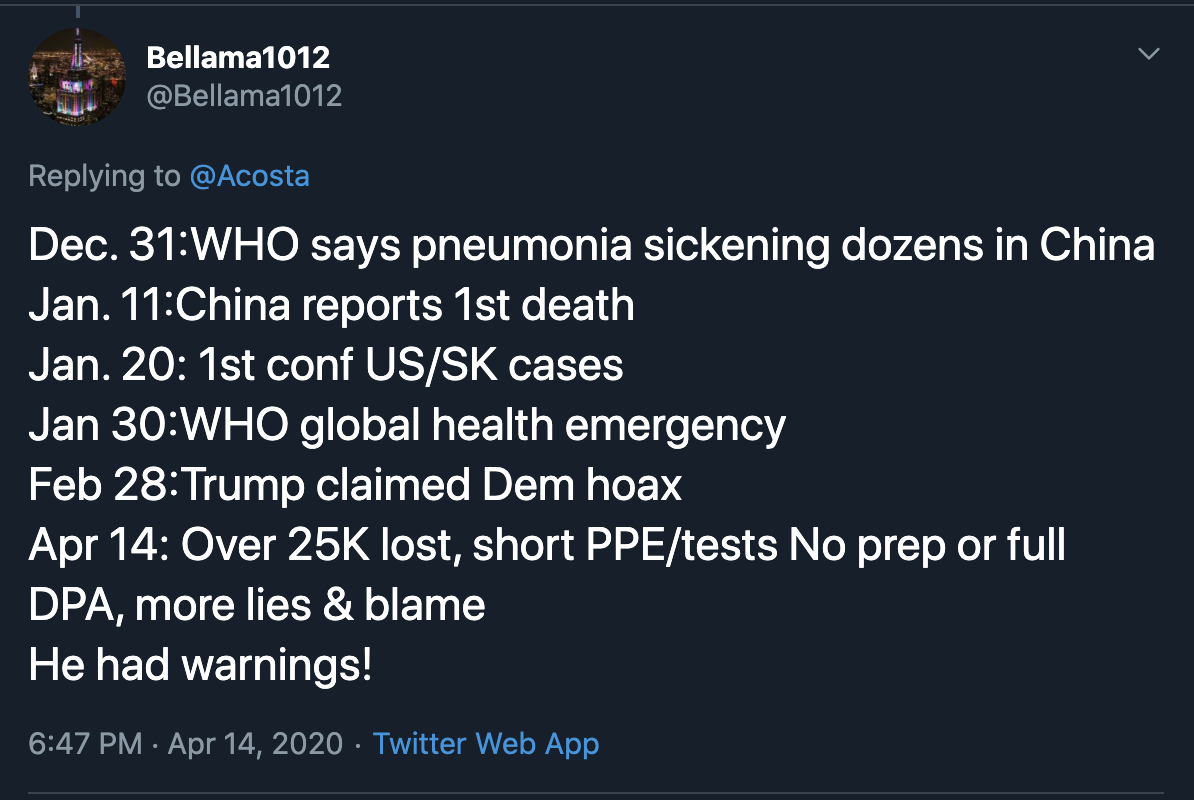 Bellama1012
@Bellama1012
Replying to @Acosta
Dec. 31:WHO says pneumonia sickening dozens in China
Jan. 11:China reports 1st death
Jan. 20: 1st conf US/SK cases
Jan 30:WHO global health emergency
Feb 28:Trump claimed Dem hoax
Apr 14: Over 25K lost, short PPE/tests No prep or full
DPA, more lies & blame
He had warnings!
6:47 PM · Apr 14, 2020 · Twitter Web App